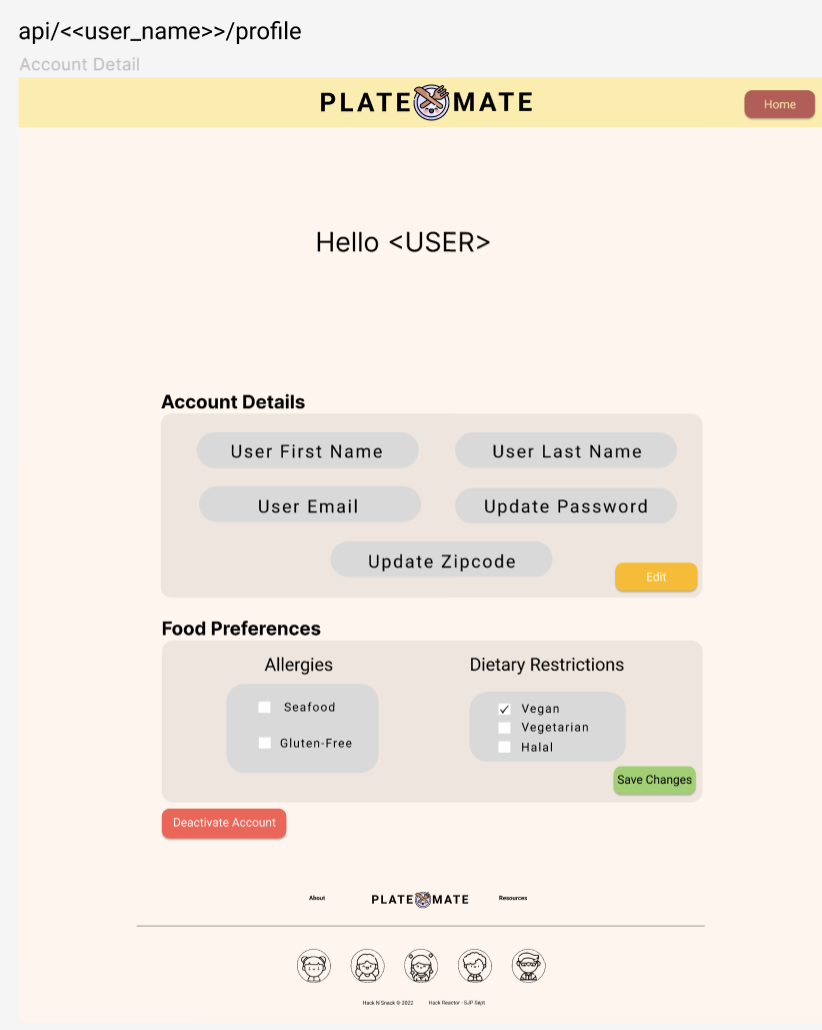 api/<<user_name>>/profile
Account Detail
PLATE MATE
Home
Hello <USER>
Account Details
User First Name
User Last Name
User Email
Update Password
Update Zipcode
Edit
Food Preferences
Allergies
Dietary Restrictions
Seafood
Gluten-Free
Vegan
Vegetarian
Halal
Save Changes
Deactivate Account
About
PLATE MATE
Resources
Hack N Snack © 2022
Hack Reactor - SJP Sept